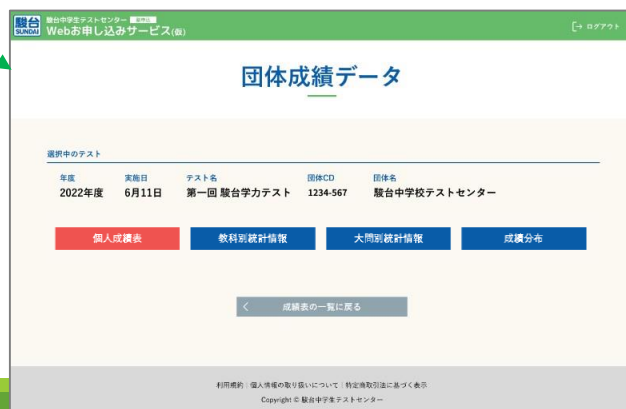 駿台
SUNDAI
駿台中学生テストセンター
Webお申し込みサービス(仮)
ログアウト
団体成績データ
選択中のテスト
年度 実施日 テスト名 団体CD 団体名
2022年度 6月11日 第一回 駿台学力テスト 1234-567 駿台中学校テストセンター
個人成績表 教科別統計情報 大問別統計情報 成績分布
成績表の一覧に戻る
利用規約 | 個人情報の取り扱いについて | 特定商取引法に基づく表示
Copyright © 駿台中学生テストセンター